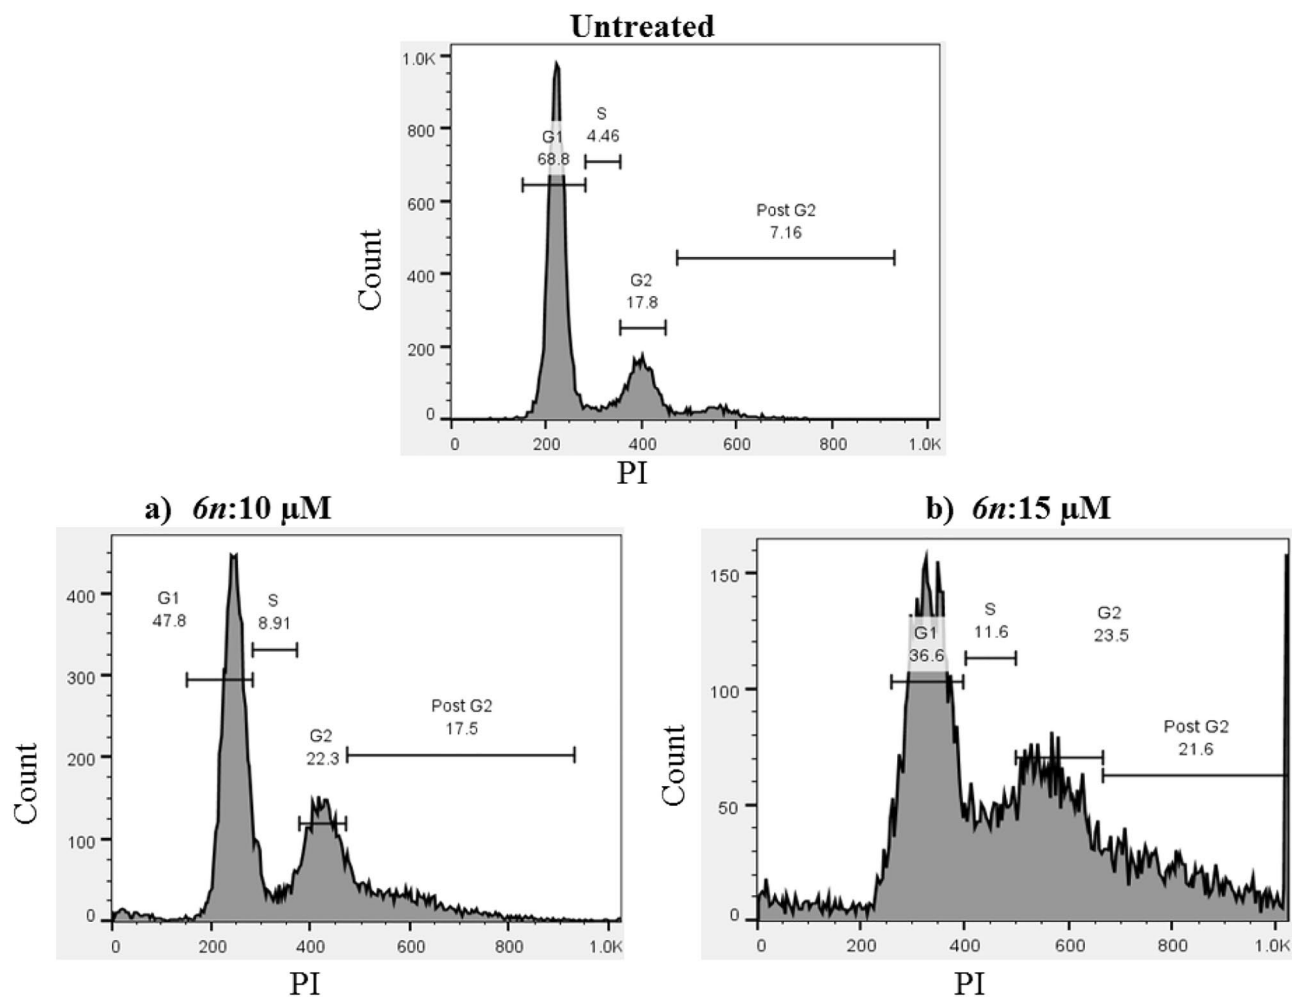 Untreated
1.0K
800
600
400
200
0
Count
G1
68.8
S
4.46
G2
17.8
Post G2
7.16
0 200 400 600 800 1.0K
PI
a) 6n:10 μM
400
300
200
100
0
Count
G1
47.8
S
8.91
G2
22.3
Post G2
17.5
0 200 400 600 800 1.0K
PI
b) 6n:15 μM
150
100
50
0
Count
G1
36.6
S
11.6
G2
23.5
Post G2
21.6
0 200 400 600 800 1.0K
PI